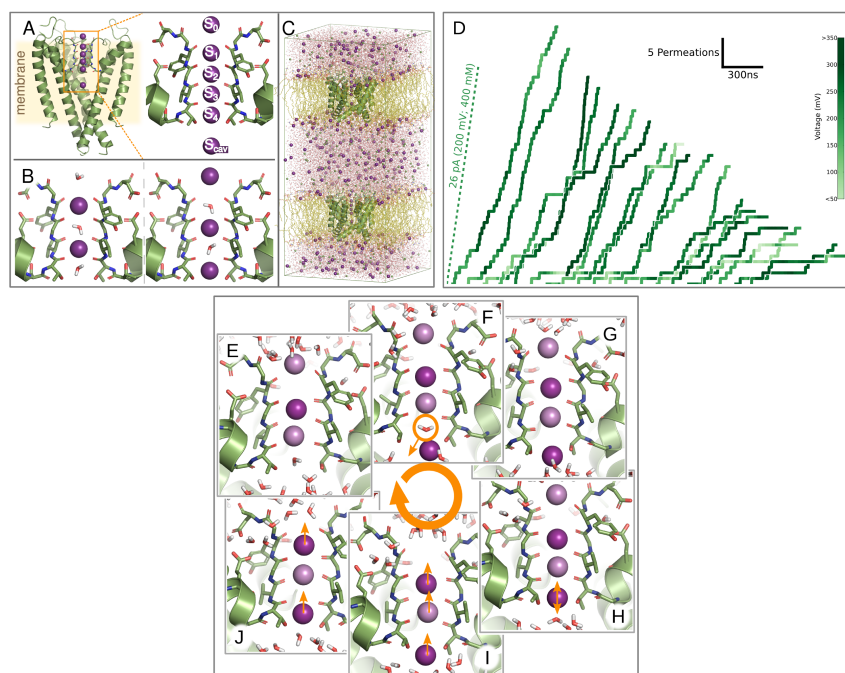 A
membrane
S0
S1
S2
S3
S4
Scav
B
C
D
26 pA (200 mV; 400 mM)
5 Permeations
300ns
>350
300
250
200
150
100
<50
Voltage (mV)
E
F
G
H
I
J